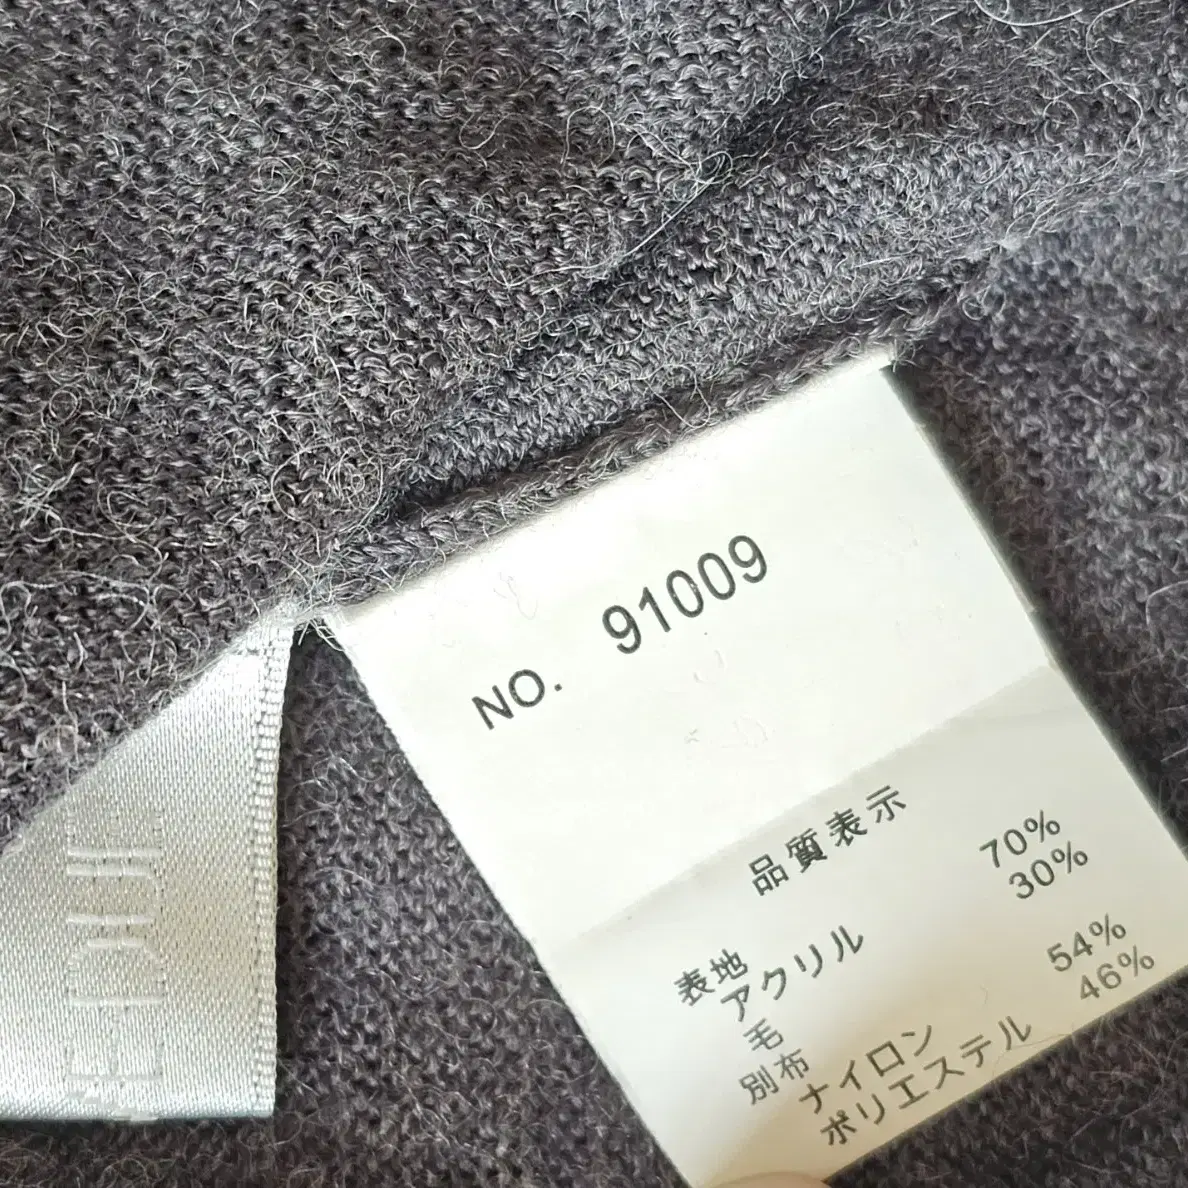 NO. 91009
品質表示
表地
アクリル 70%
毛 30%
別布
ナイロン 54%
ポリエステル 46%